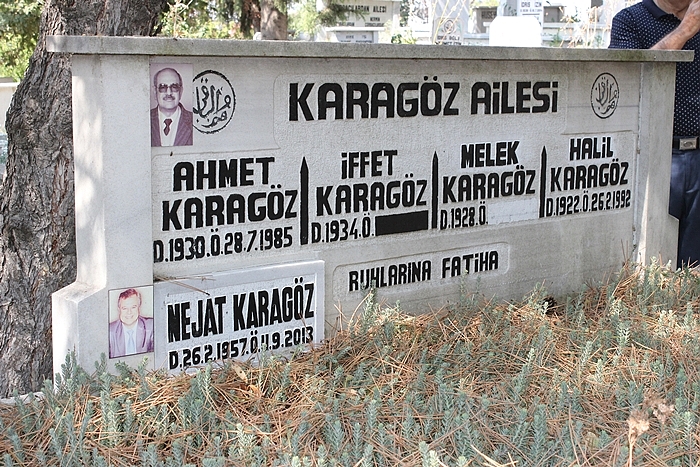 KARAGÖZ AİLESİ
AHMET
KARAGÖZ
D.1930.Ö.28.7.1985
İFFET
KARAGÖZ
D.1934.Ö.
MELEK
KARAGÖZ
D.1928.Ö.
HALİL
KARAGÖZ
D.1922.Ö.26.2.1992
RUHLARINA FATİHA
NEJAT KARAGÖZ
D.26.2.1957.Ö.11.9.2013